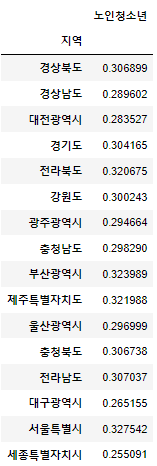 노인청소년
지역
경상북도 0.306899
경상남도 0.289602
대전광역시 0.283527
경기도 0.304165
전라북도 0.320675
강원도 0.300243
광주광역시 0.294664
충청남도 0.298290
부산광역시 0.323989
제주특별자치도 0.321988
울산광역시 0.296999
충청북도 0.306738
전라남도 0.307037
대구광역시 0.265155
서울특별시 0.327542
세종특별자치시 0.255091